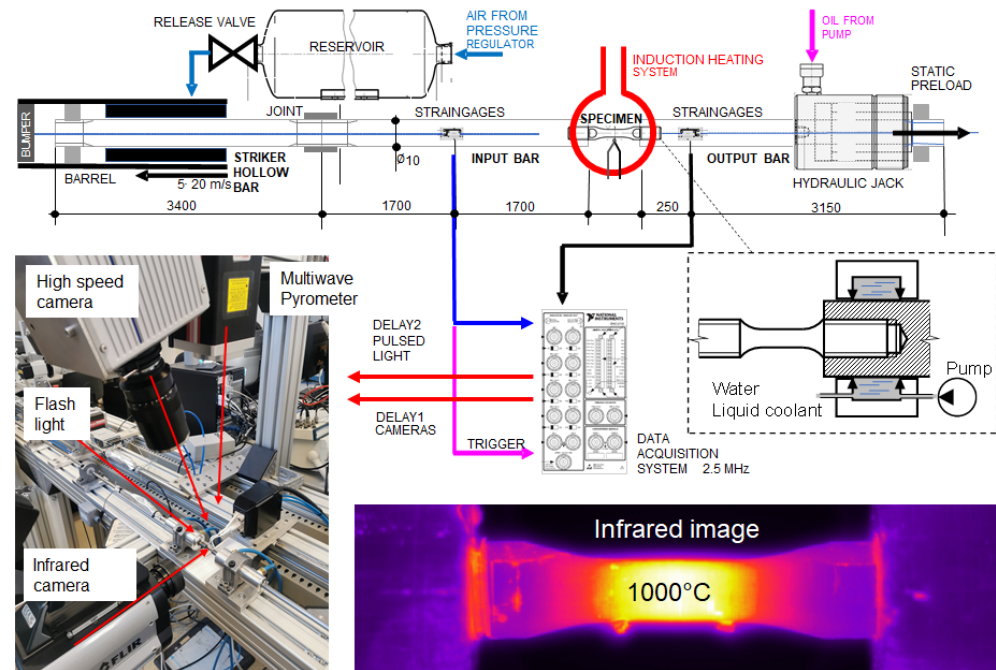 RELEASE VALVE
AIR FROM
PRESSURE
REGULATOR
OIL FROM
PUMP
RESERVOIR
INDUCTION HEATING
SYSTEM
STATIC
PRELOAD
JOINT
STRAINGAGES
SPECIMEN
STRAINGAGES
BUMPER
STRIKER
HOLLOW
BAR
Ø10
INPUT BAR
OUTPUT BAR
BARREL
5· 20 m/s
HYDRAULIC JACK
3400
1700
1700
250
3150
High speed
camera
Multiwave
Pyrometer
DELAY2
PULSED
LIGHT
NATIONAL
INSTRUMENTS
Flash
light
Pump
Water
Liquid coolant
DELAY1
CAMERAS
TRIGGER
DATA
ACQUISITION
SYSTEM 2.5 MHz
Infrared
camera
FLIR
Infrared image
1000°C